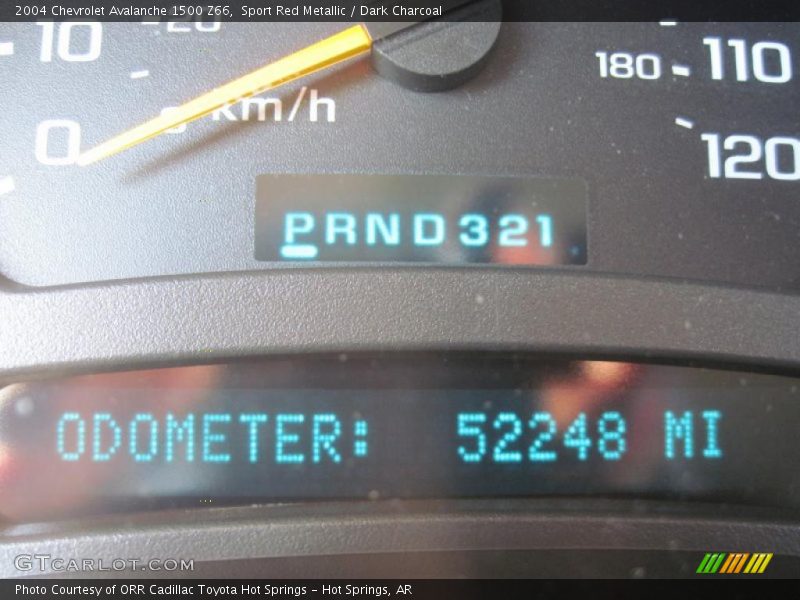 2004 Chevrolet Avalanche 1500 Z66,  Sport Red Metallic / Dark Charcoal
10 20 180 110
km/h
0 0 120
PRND321
ODOMETER: 52248 MI
GTCARLOT.COM
Photo Courtesy of ORR Cadillac Toyota Hot Springs - Hot Springs, AR